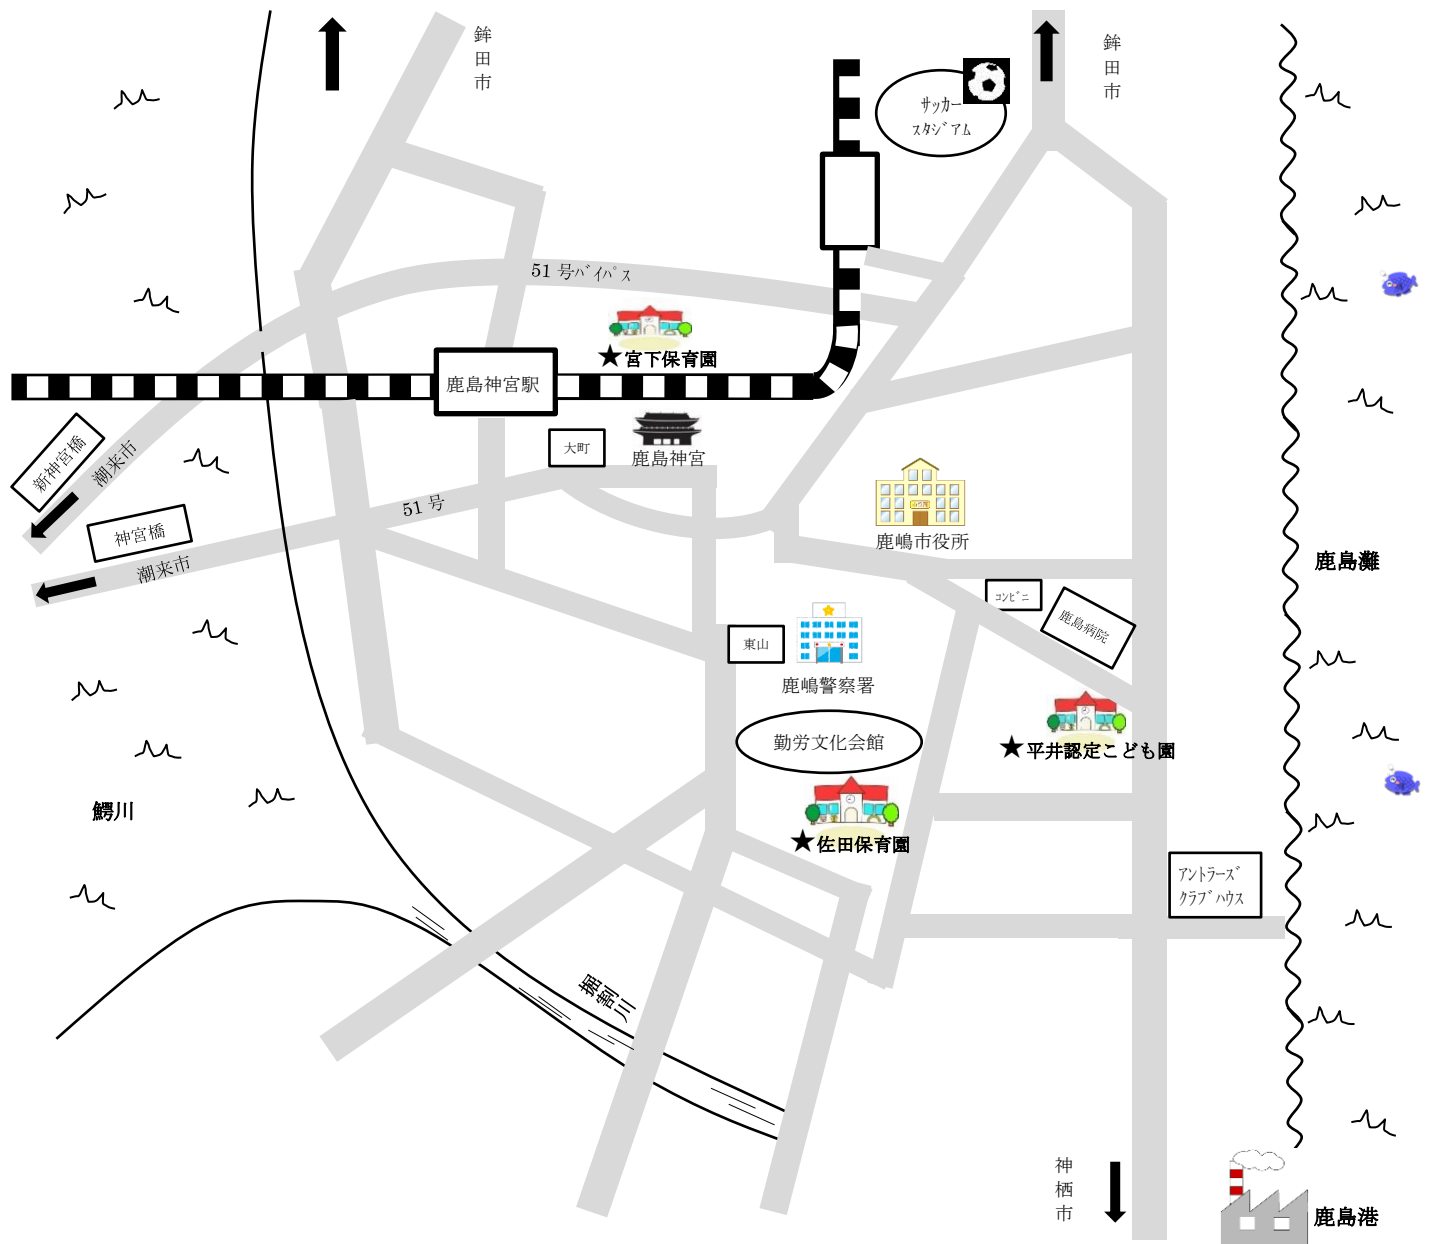 鉾田市
鉾田市
サッカー
スタジアム
51号バイパス
宮下保育園
鹿島神宮駅
大町
鹿島神宮
新神宮橋
潮来市
51号
神宮橋
潮来市
鹿嶋市役所
鹿島灘
コンビニ
鹿島病院
東山
鹿嶋警察署
勤労文化会館
平井認定こども園
鰐川
佐田保育園
アントラーズ
クラブハウス
掘割川
神栖市
鹿島港